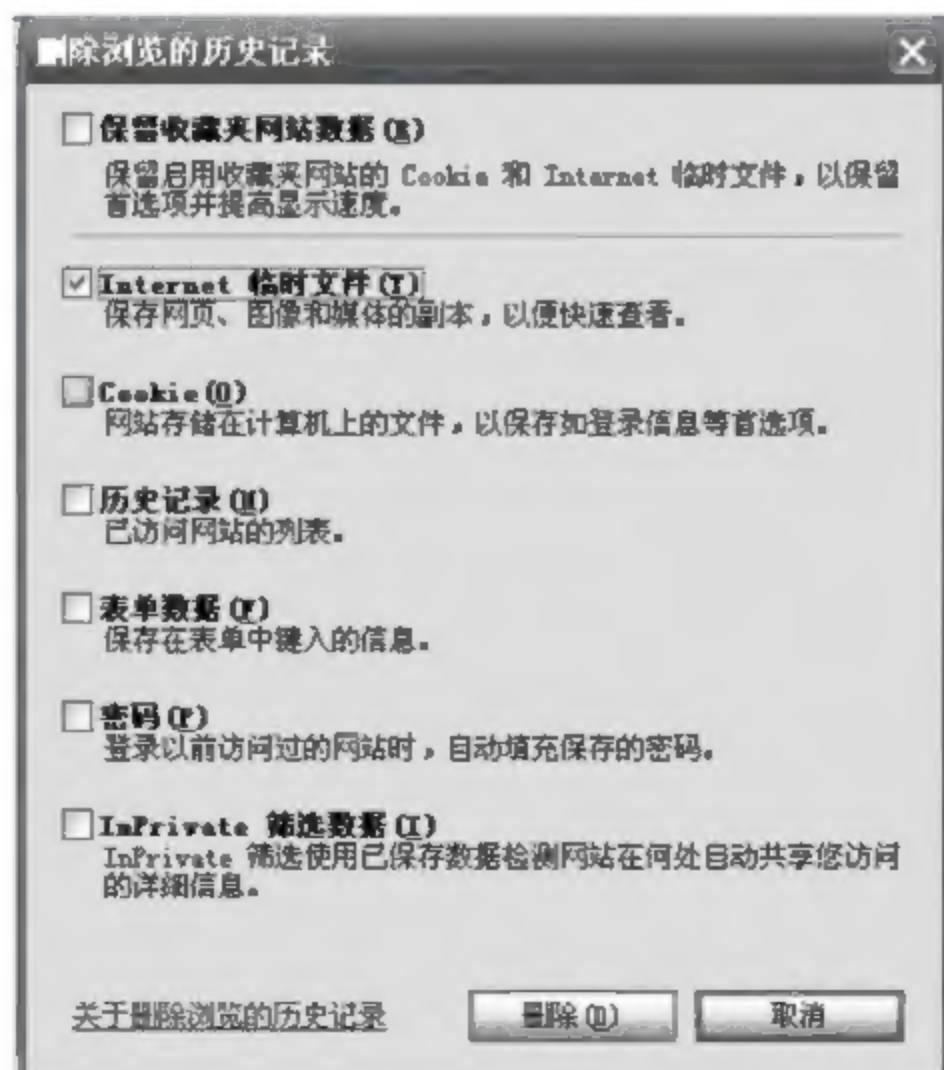 删除浏览的历史记录
保留收藏夹网站数据(R)
保留启用收藏夹网站的 Cookie 和 Internet 临时文件，以保留
首选项并提高显示速度。
Internet 临时文件(T)
保存网页、图像和媒体的副本，以便快速查看。
Cookie(O)
网站存储在计算机上的文件，以保存如登录信息等首选项。
历史记录(H)
已访问网站的列表。
表单数据(F)
保存在表单中键入的信息。
密码(P)
登录以前访问过的网站时，自动填充保存的密码。
InPrivate 筛选数据(I)
InPrivate 筛选使用已保存数据检测网站在何处自动共享您访问
的详细信息。
关于删除浏览的历史记录
删除(D)
取消